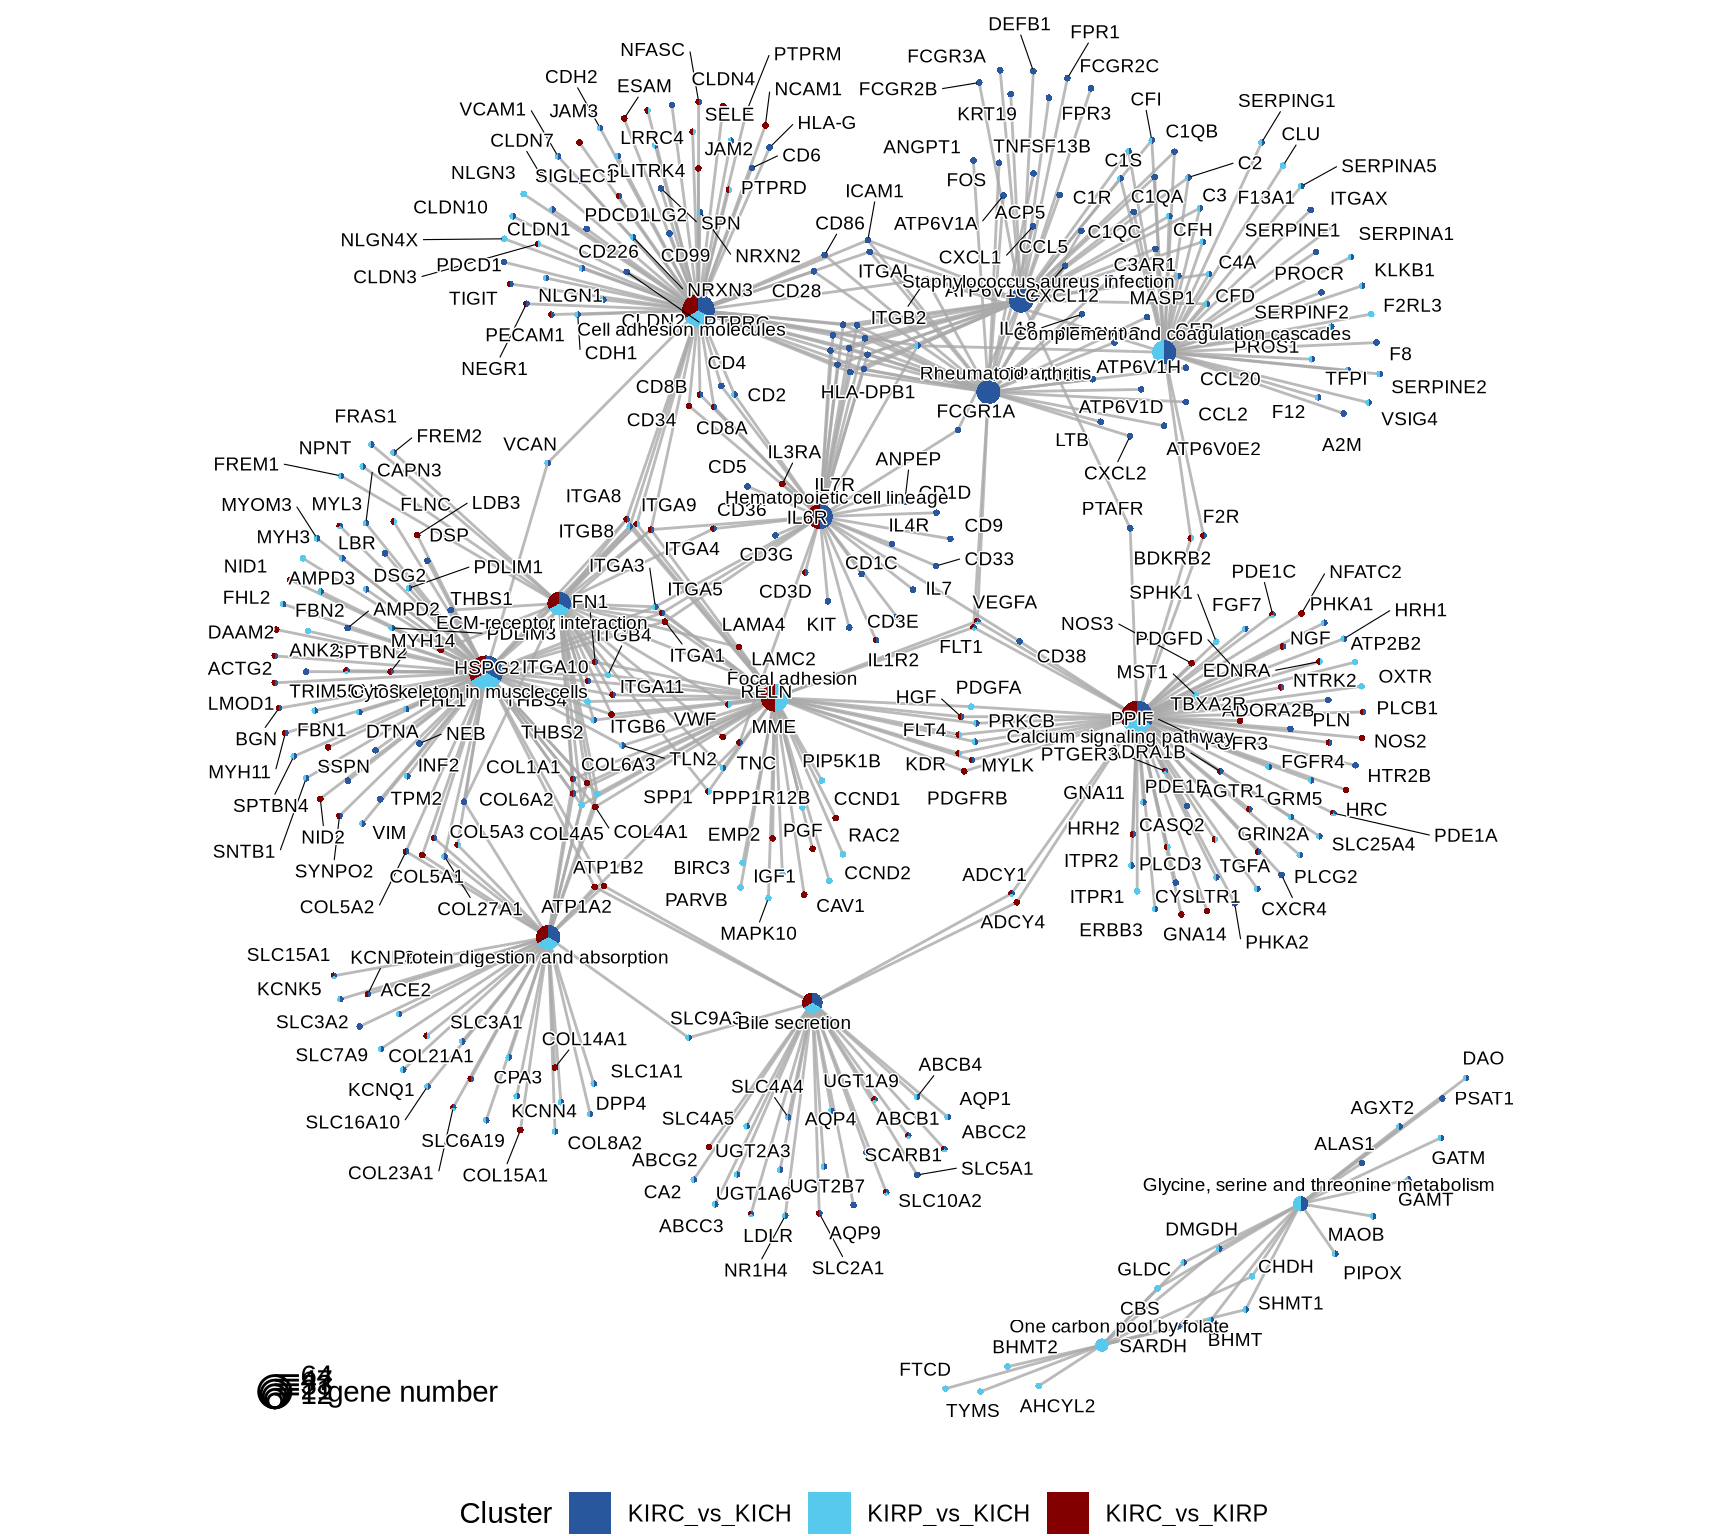 DEFB1
FPR1
NFASC
PTPRM
FCGR3A
FCGR2C
CDH2
ESAM
CLDN4
NCAM1
FCGR2B
CFI
SERPING1
VCAM1
JAM3
SELE
HLA-G
KRT19
FPR3
C1QB
CLU
CLDN7
LRRC4
JAM2
CD6
ANGPT1
TNFSF13B
C1S
C2
SERPINA5
NLGN3
SIGLEC1
SLITRK4
PTPRD
ICAM1
FOS
C1R
C1QA
C3
F13A1
ITGAX
CLDN10
PDCD1LG2
SPN
CD86
ATP6V1A
ACP5
C1QC
CFH
SERPINE1
SERPINA1
NLGN4X
CLDN1
CD226
CD99
NRXN2
CXCL1
CCL5
C3AR1
C4A
PROCR
KLKB1
CLDN3
PDCD1
NRXN3
CD28
ITGAL
Staphylococcus aureus infection
CXCL12
MASP1
CFD
F2RL3
TIGIT
NLGN1
CLDN2
PTPRC
ITGB2
IL18
SERPINF2
PECAM1
Cell adhesion molecules
Complement and coagulation cascades
PROS1
F8
NEGR1
CDH1
CD4
Rheumatoid arthritis
ATP6V1H
CCL20
TFPI
SERPINE2
CD8B
CD2
HLA-DPB1
FCGR1A
ATP6V1D
CCL2
F12
VSIG4
FRAS1
CD34
CD8A
LTB
ATP6V0E2
A2M
NPNT
FREM2
VCAN
IL3RA
ANPEP
CXCL2
FREM1
CAPN3
CD5
IL7R
CD1D
MYOM3
MYL3
FLNC
LDB3
ITGA8
ITGA9
Hematopoietic cell lineage
CD36
IL6R
IL4R
CD9
PTAFR
F2R
MYH3
LBR
DSP
ITGB8
ITGA4
CD3G
CD1C
CD33
BDKRB2
NID1
AMPD3
DSG2
PDLIM1
ITGA3
ITGA5
CD3D
IL7
SPHK1
PDE1C
NFATC2
FHL2
FBN2
AMPD2
THBS1
FN1
LAMA4
KIT
CD3E
VEGFA
NOS3
FGF7
PHKA1
HRH1
DAAM2
ANK2
SPTBN2
MYH14
ECM-receptor interaction
PDLIM3
ITGB4
ITGA1
IL1R2
FLT1
CD38
PDGFD
NGF
ATP2B2
ACTG2
HSPG2
ITGA10
LAMC2
MST1
EDNRA
NTRK2
OXTR
LMOD1
Cytoskeleton in muscle cells
FHL1
THBS4
ITGA11
Focal adhesion
RELN
HGF
PDGFA
TBXA2R
ADORA2B
PLN
PLCB1
BGN
FBN1
DTNA
NEB
THBS2
ITGB6
VWF
MME
FLT4
PRKCB
PPIF
Calcium signaling pathway
NOS2
MYH11
SSPN
INF2
COL1A1
COL6A3
TLN2
TNC
PIP5K1B
KDR
MYLK
PTGER3
FGFR4
HTR2B
SPTBN4
TPM2
COL6A2
SPP1
PPP1R12B
CCND1
PDGFRB
GNA11
AGTR1
GRM5
HRC
SNTB1
NID2
VIM
COL5A3
COL4A5
COL4A1
EMP2
PGF
RAC2
HRH2
CASQ2
GRIN2A
PDE1A
SYNPO2
COL5A1
ATP1B2
BIRC3
IGF1
CCND2
ADCY1
ITPR2
PLCD3
TGFA
SLC25A4
COL5A2
COL27A1
ATP1A2
PARVB
CAV1
ITPR1
CYSLTR1
PLCG2
MAPK10
ADCY4
ERBB3
GNA14
CXCR4
PHKA2
SLC15A1
Protein digestion and absorption
KCNK5
ACE2
SLC3A2
SLC3A1
SLC9A3
Bile secretion
SLC7A9
COL21A1
COL14A1
KCNQ1
CPA3
SLC1A1
SLC4A4
UGT1A9
ABCB4
DAO
SLC16A10
KCNN4
DPP4
SLC4A5
AQP4
ABCB1
AQP1
AGXT2
PSAT1
SLC6A19
COL8A2
UGT2A3
SCARB1
ABCC2
ALAS1
COL23A1
COL15A1
ABCG2
UGT2B7
SLC5A1
GATM
CA2
UGT1A6
SLC10A2
Glycine, serine and threonine metabolism
GAMT
ABCC3
LDLR
AQP9
DMGDH
MAOB
NR1H4
SLC2A1
GLDC
CHDH
PIPOX
CBS
SHMT1
One carbon pool by folate
BHMT
BHMT2
SARDH
FTCD
TYMS
AHCYL2
64
12
gene number
Cluster
KIRC_vs_KICH
KIRP_vs_KICH
KIRC_vs_KIRP